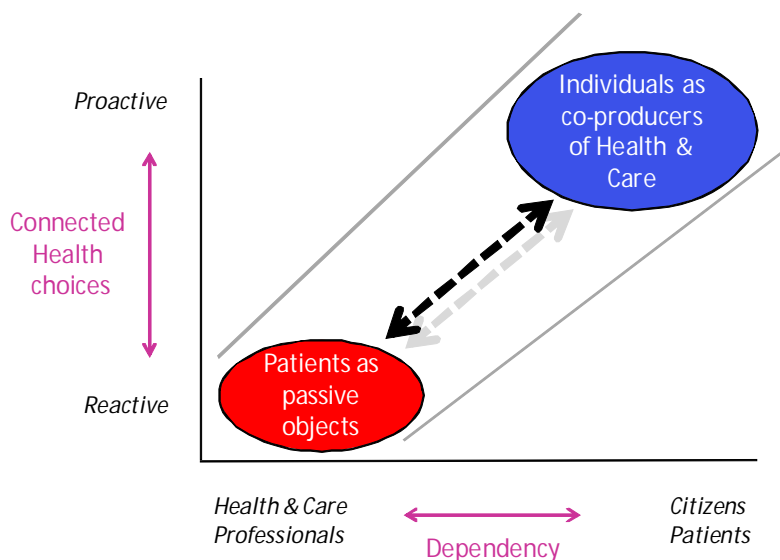 Proactive
Connected
Health
choices
Reactive
Individuals as
co-producers
of Health &
Care
Patients as
passive
objects
Health & Care
Professionals
Dependency
Citizens
Patients